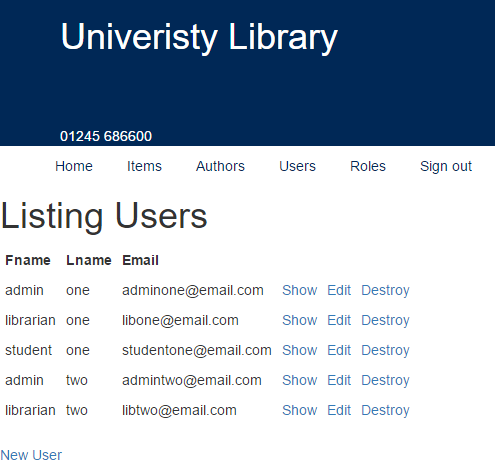 Univeristy Library
01245 686600
Home Items Authors Users Roles Sign out
Listing Users
Fname Lname Email
admin one adminone@email.com Show Edit Destroy
librarian one libone@email.com Show Edit Destroy
student one studentone@email.com Show Edit Destroy
admin two admintwo@email.com Show Edit Destroy
librarian two libtwo@email.com Show Edit Destroy
New User